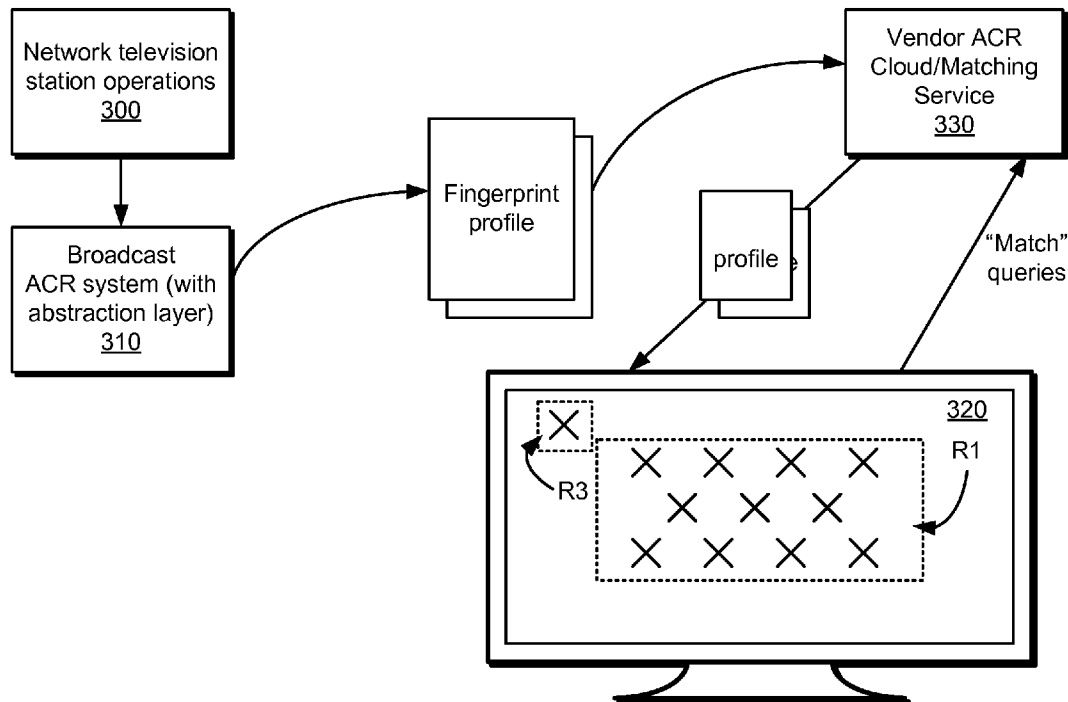 Network television
station operations
300
Vendor ACR
Cloud/Matching
Service
330
Fingerprint
profile
Broadcast
ACR system (with
abstraction layer)
310
profile
e
“Match”
queries
320
R1
R3